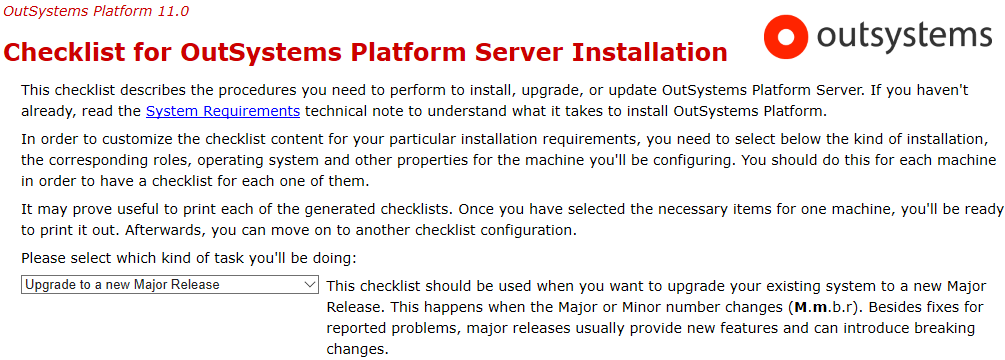 OutSystems Platform 11.0
outsystems
Checklist for OutSystems Platform Server Installation
This checklist describes the procedures you need to perform to install, upgrade, or update OutSystems Platform Server. If you haven't
already, read the System Requirements technical note to understand what it takes to install OutSystems Platform.
In order to customize the checklist content for your particular installation requirements, you need to select below the kind of installation,
the corresponding roles, operating system and other properties for the machine you'll be configuring. You should do this for each machine
in order to have a checklist for each one of them.
It may prove useful to print each of the generated checklists. Once you have selected the necessary items for one machine, you'll be ready
to print it out. Afterwards, you can move on to another checklist configuration.
Please select which kind of task you'll be doing:
Upgrade to a new Major Release
This checklist should be used when you want to upgrade your existing system to a new Major
Release. This happens when the Major or Minor number changes (M.m.b.r). Besides fixes for
reported problems, major releases usually provide new features and can introduce breaking
changes.